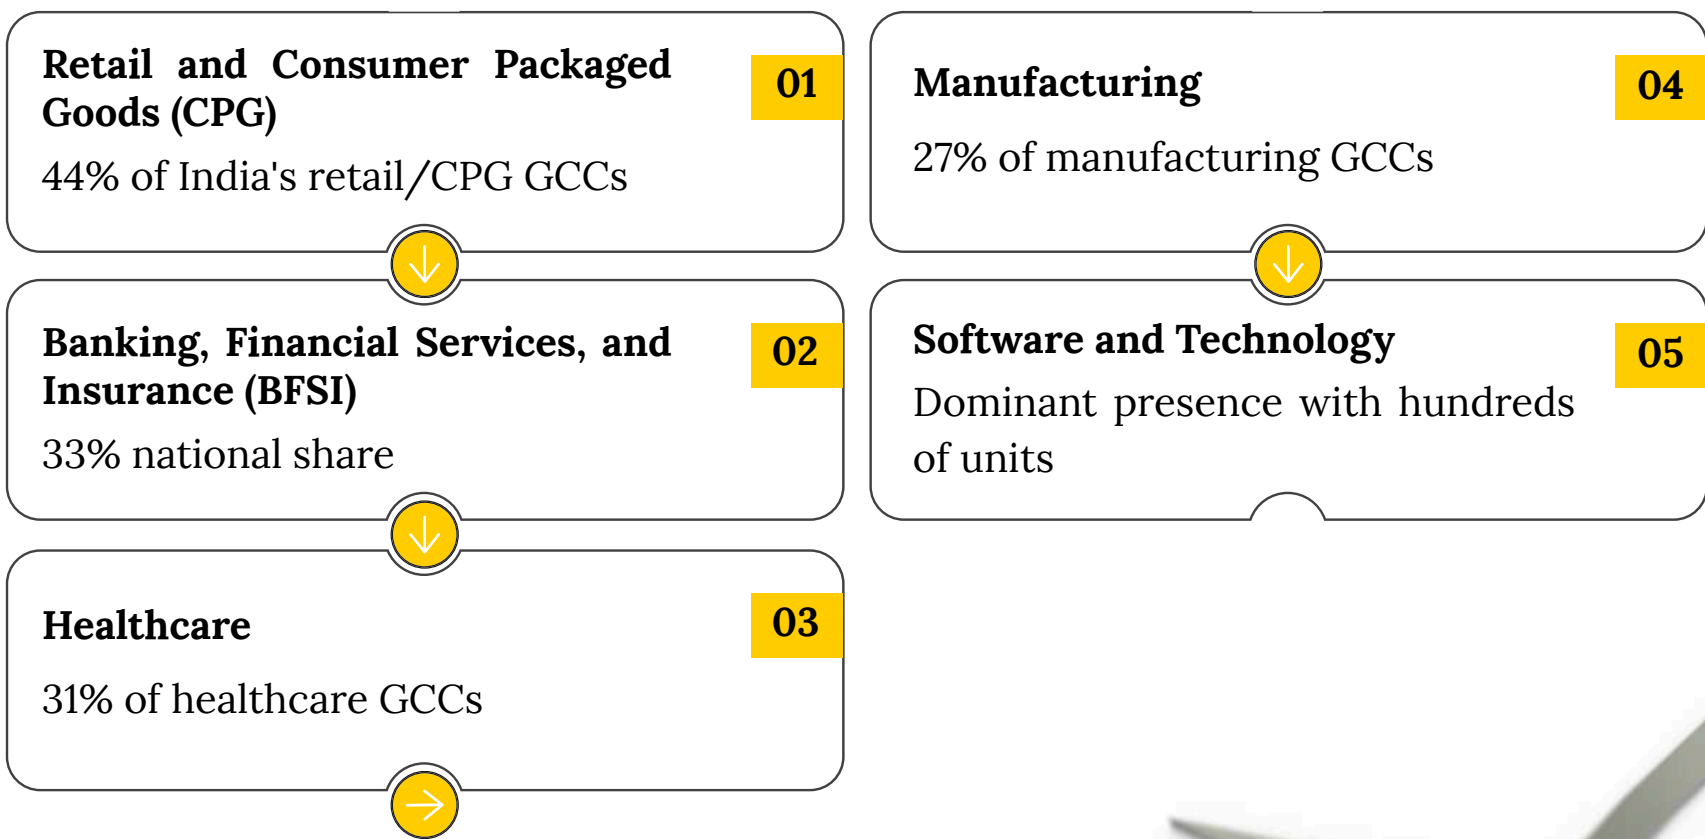 Retail and Consumer Packaged
Goods (CPG)
01
44% of India's retail/CPG GCCs
Banking, Financial Services, and
Insurance (BFSI)
02
33% national share
Healthcare
03
31% of healthcare GCCs
Manufacturing
04
27% of manufacturing GCCs
Software and Technology
05
Dominant presence with hundreds
of units